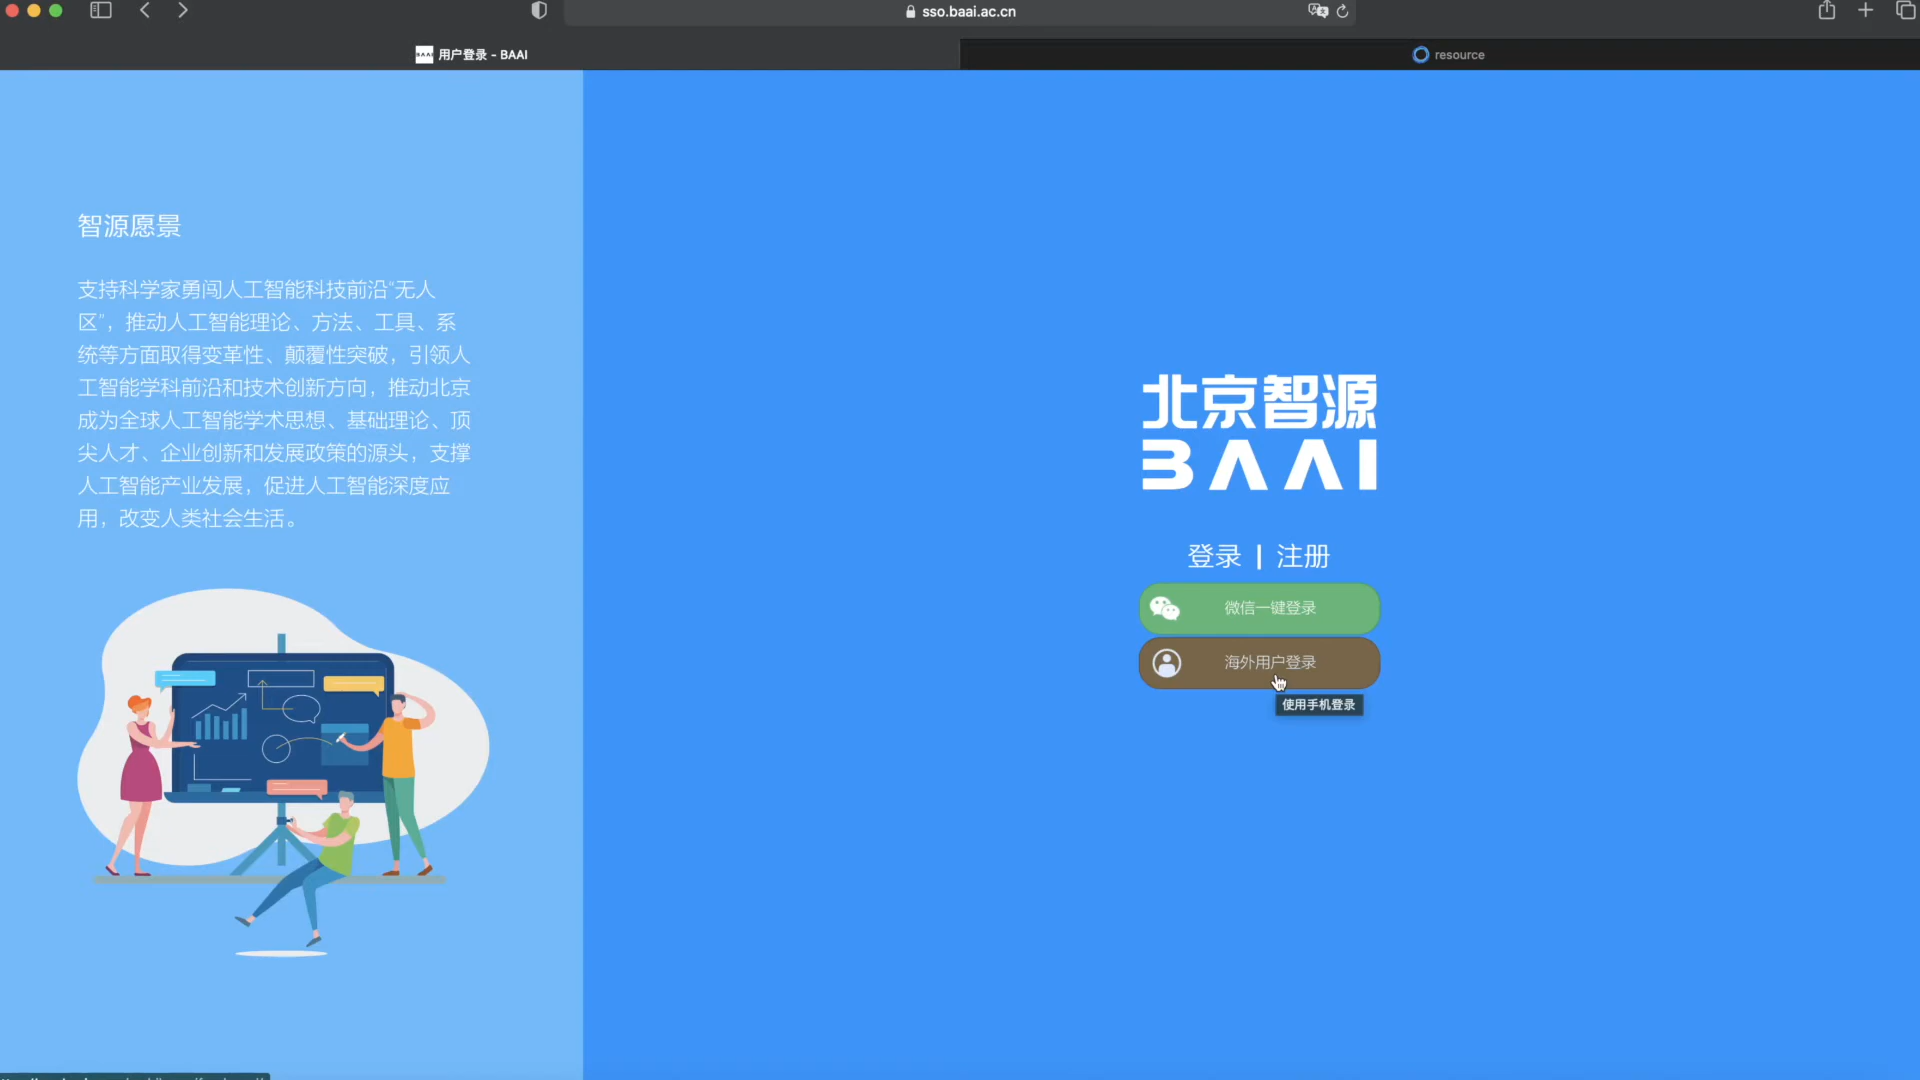 sso.baai.ac.cn
BAAI 用户登录 - BAAI
resource
智源愿景
支持科学家勇闯人工智能科技前沿“无人
区”，推动人工智能理论、方法、工具、系
统等方面取得变革性、颠覆性突破，引领人
工智能学科前沿和技术创新方向，推动北京
成为全球人工智能学术思想、基础理论、顶
尖人才、企业创新和发展政策的源头，支撑
人工智能产业发展，促进人工智能深度应
用，改变人类社会生活。
北京智源
BAAI
登录 | 注册
微信一键登录
海外用户登录
使用手机登录